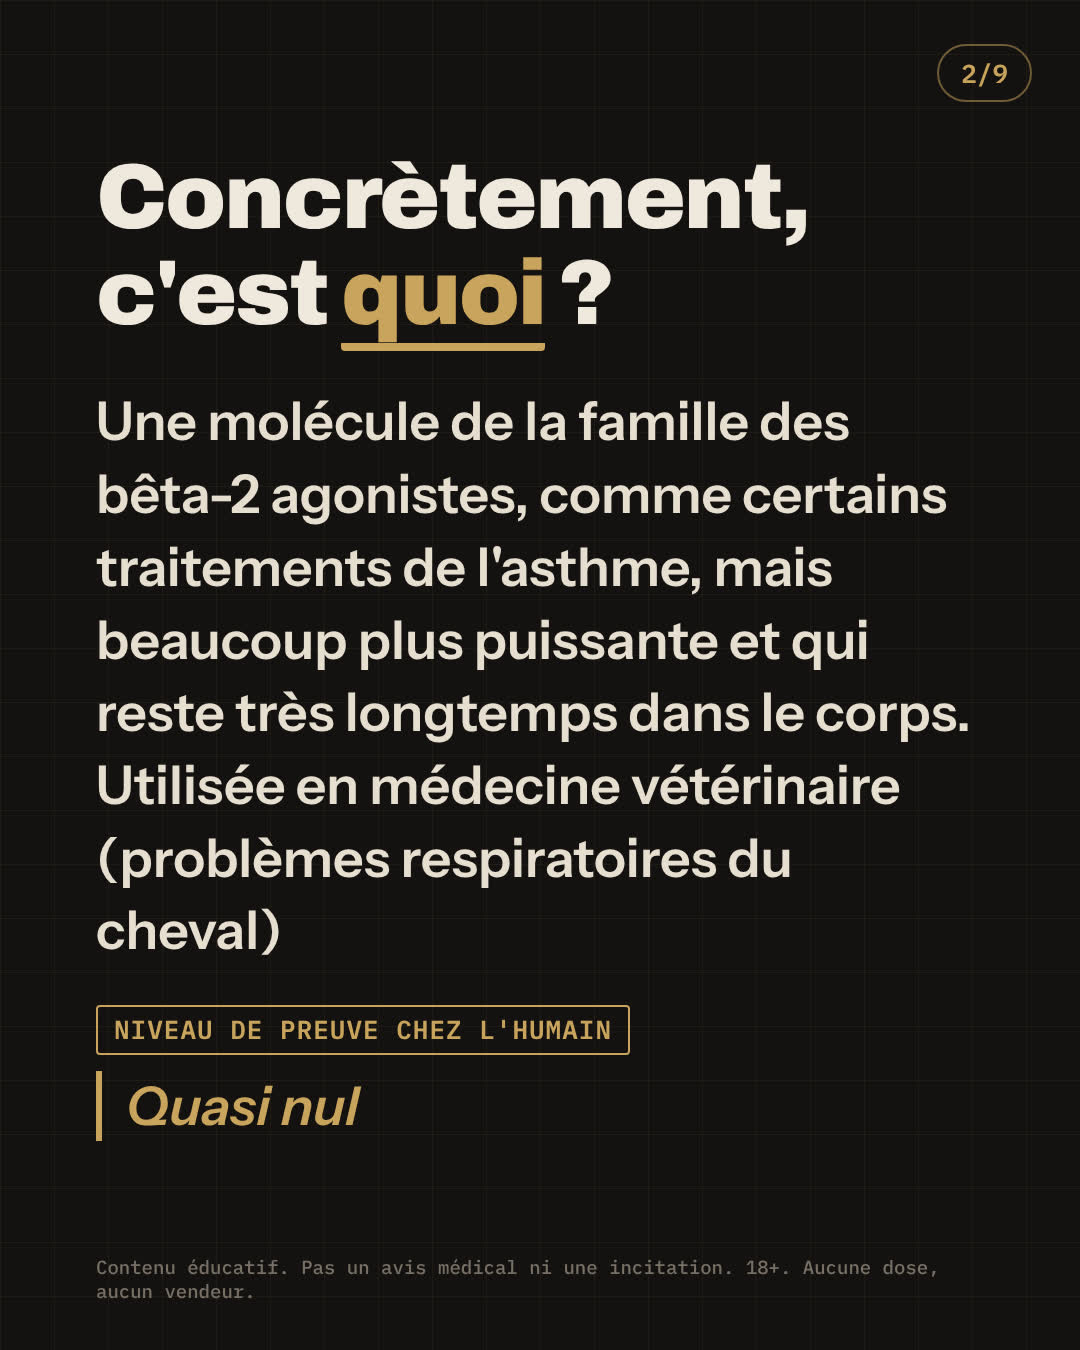 2/9
Concrètement,
c'est quoi ?
Une molécule de la famille des
bêta-2 agonistes, comme certains
traitements de l'asthme, mais
beaucoup plus puissante et qui
reste très longtemps dans le corps.
Utilisée en médecine vétérinaire
(problèmes respiratoires du
cheval)
NIVEAU DE PREUVE CHEZ L'HUMAIN
Quasi nul
Contenu éducatif. Pas un avis médical ni une incitation. 18+. Aucune dose,
aucun vendeur.